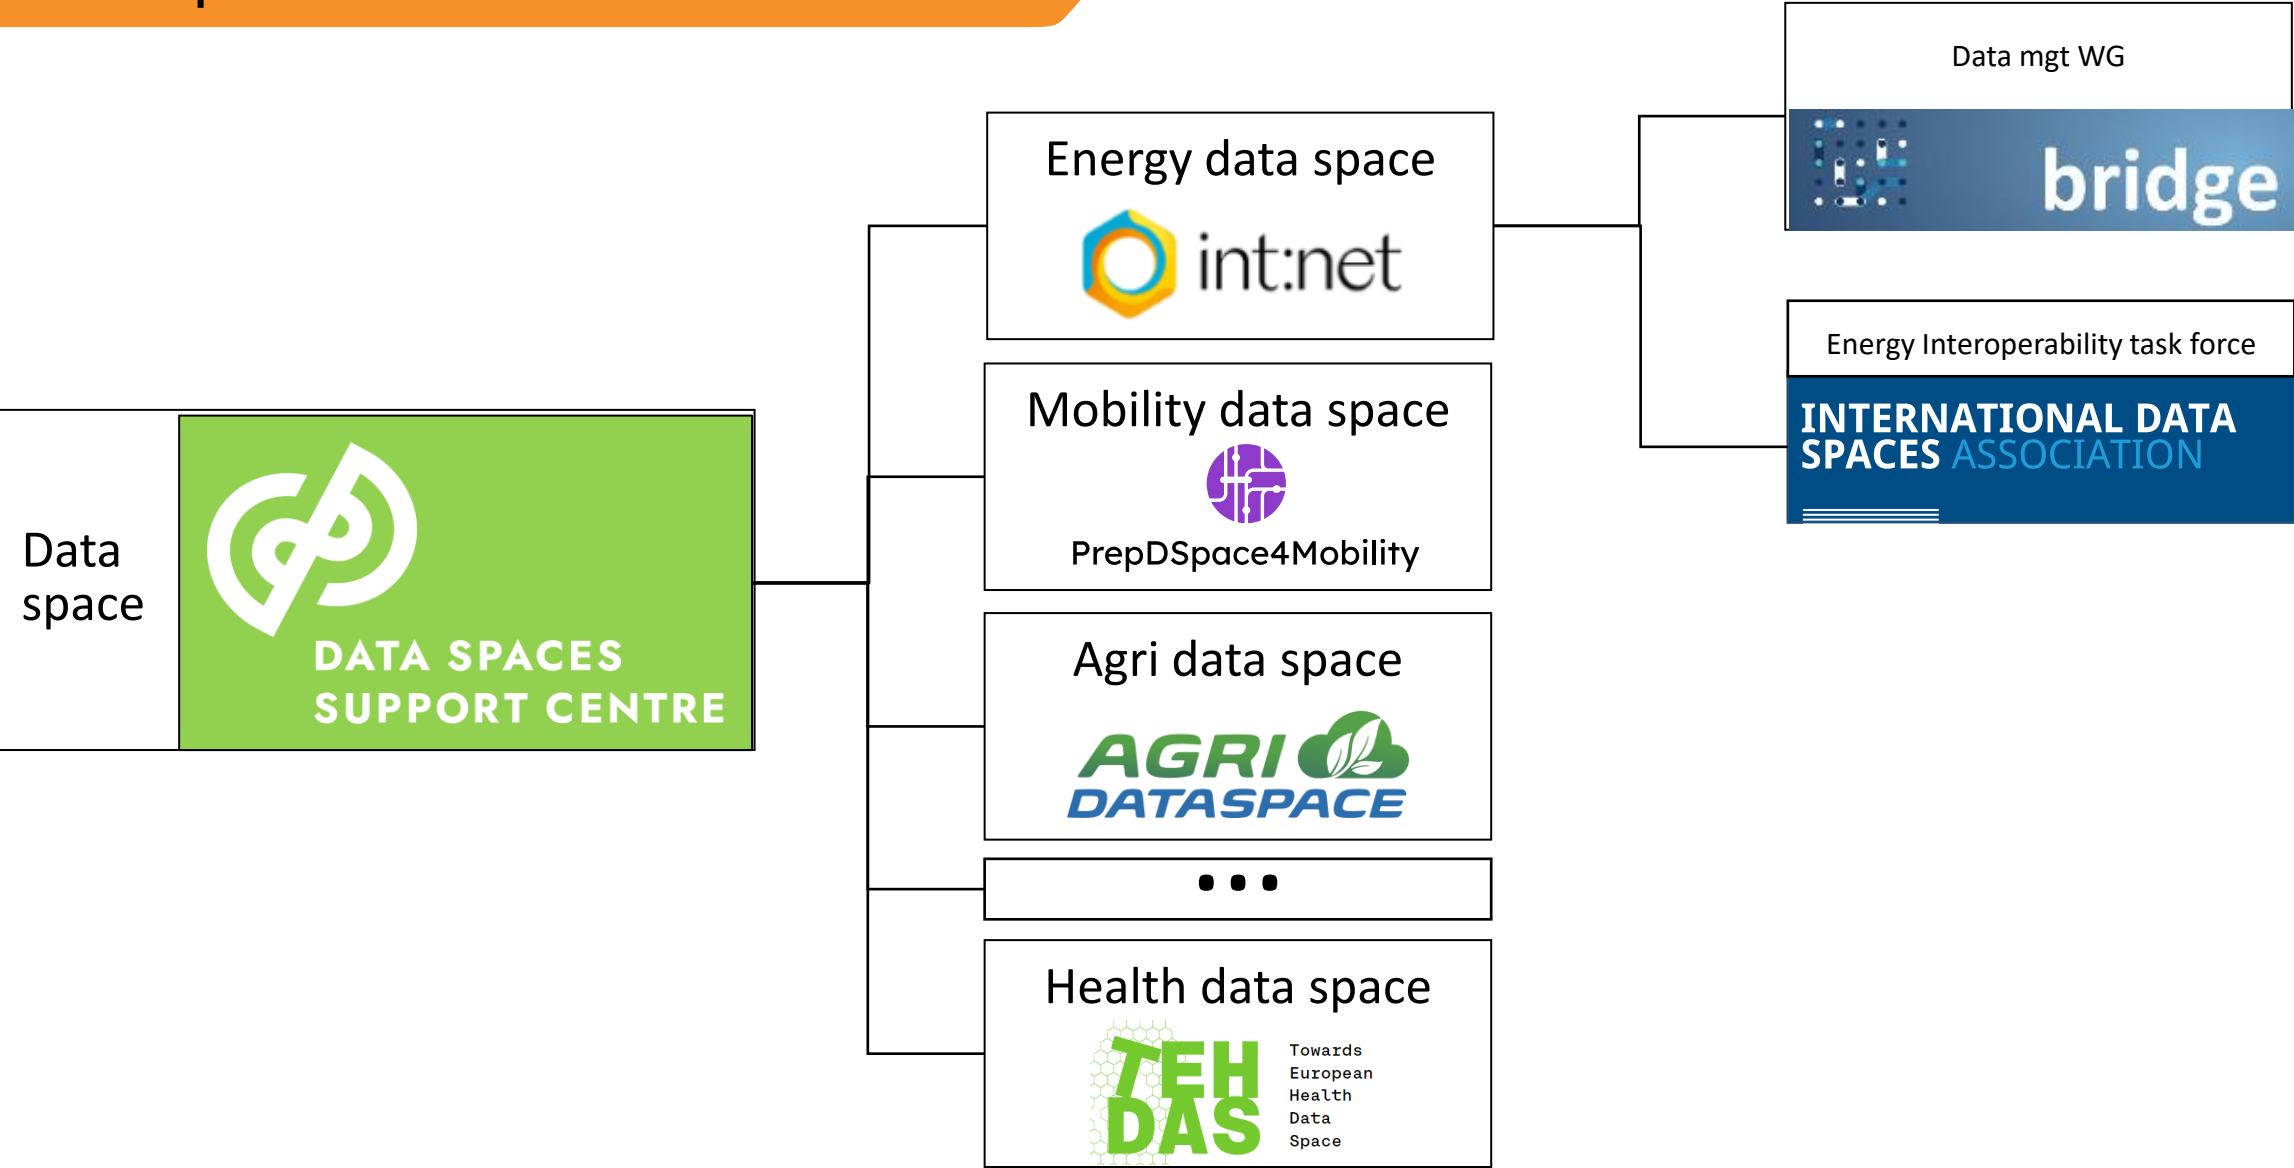 Data
space
DATA SPACES
SUPPORT CENTRE
Energy data space
int:net
Mobility data space
PrepDSpace4Mobility
Agri data space
AGRI
DATASPACE
...
Health data space
TEH
DAS
Towards
European
Health
Data
Space
Data mgt WG
bridge
Energy Interoperability task force
INTERNATIONAL DATA
SPACES ASSOCIATION